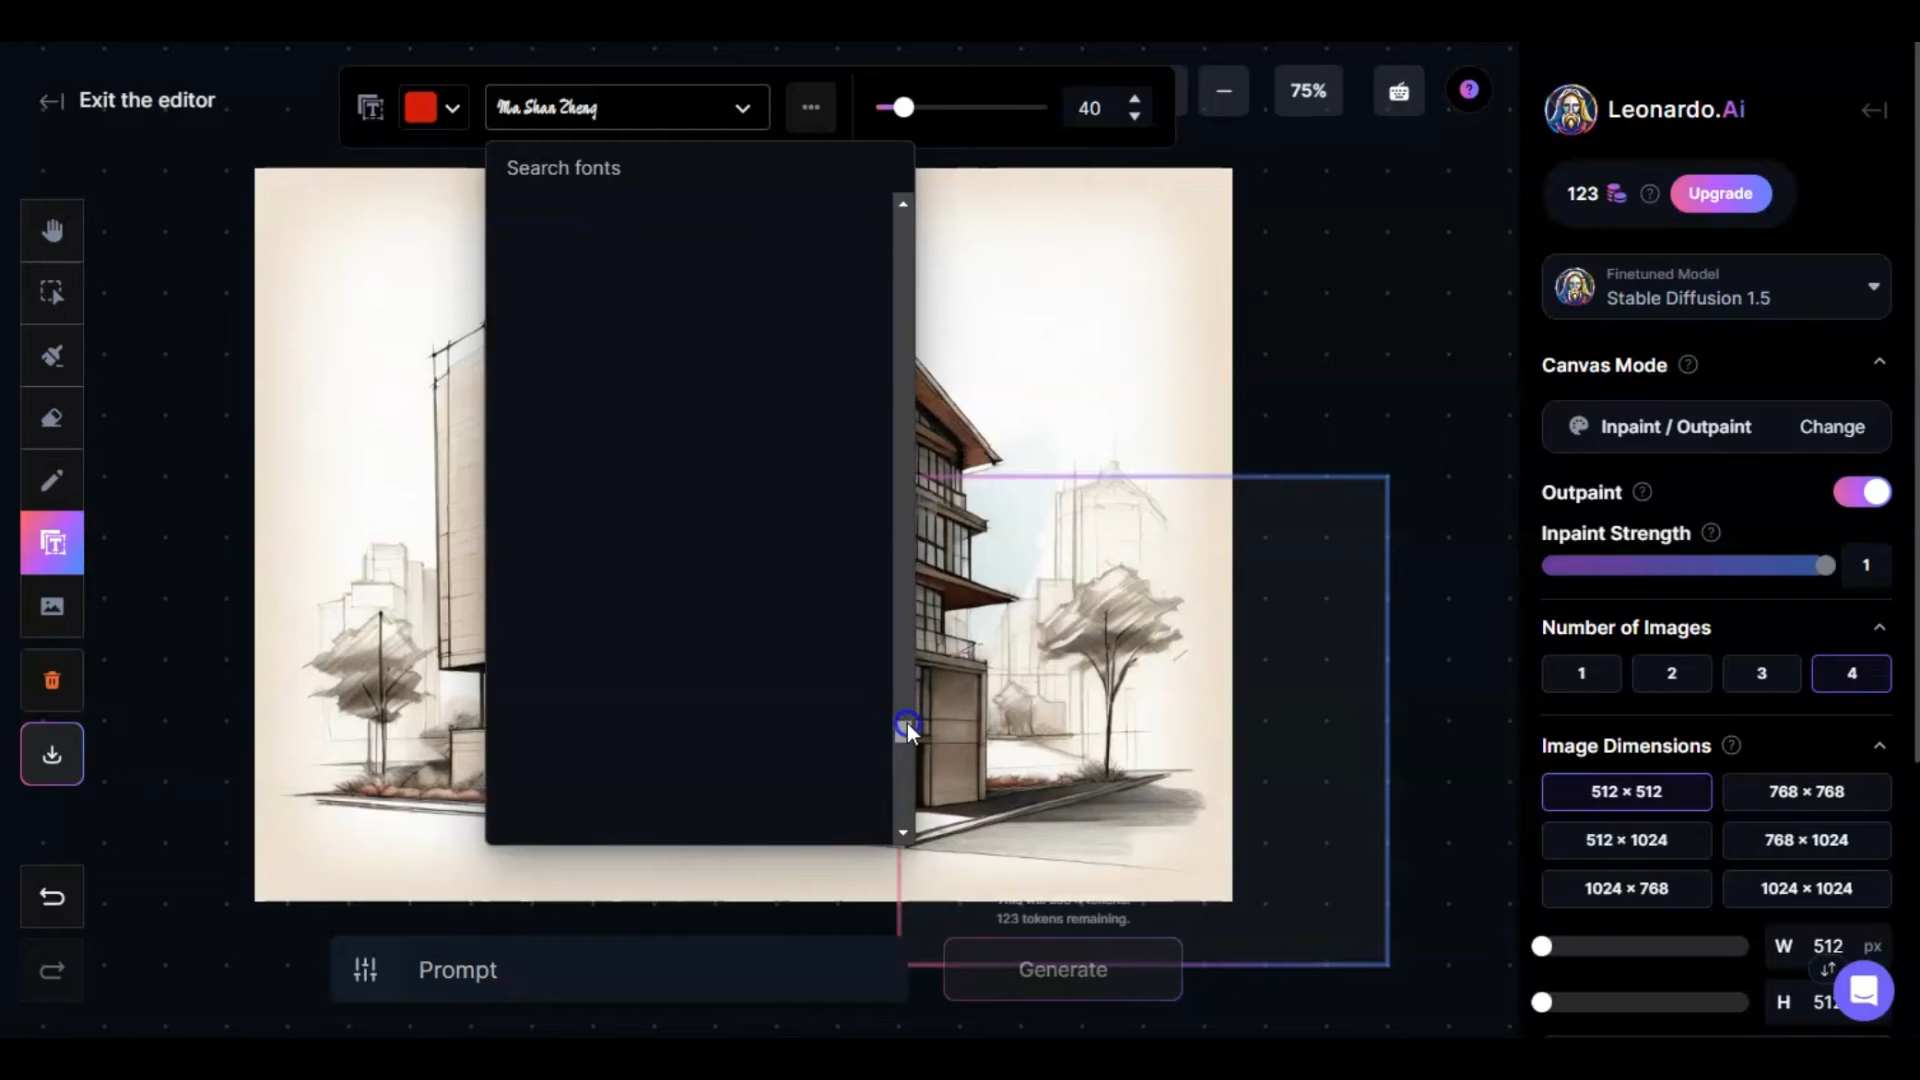 Exit the editor
Ma Shan Zheng
40
75%
Search fonts
Leonardo.Ai
123
Upgrade
Finetuned Model
Stable Diffusion 1.5
Canvas Mode
Inpaint / Outpaint
Change
Outpaint
Inpaint Strength
1
Number of Images
1 2 3 4
Image Dimensions
512 × 512
768 × 768
512 × 1024
768 × 1024
1024 × 768
1024 × 1024
W 512 px
H
123 tokens remaining.
Prompt
Generate